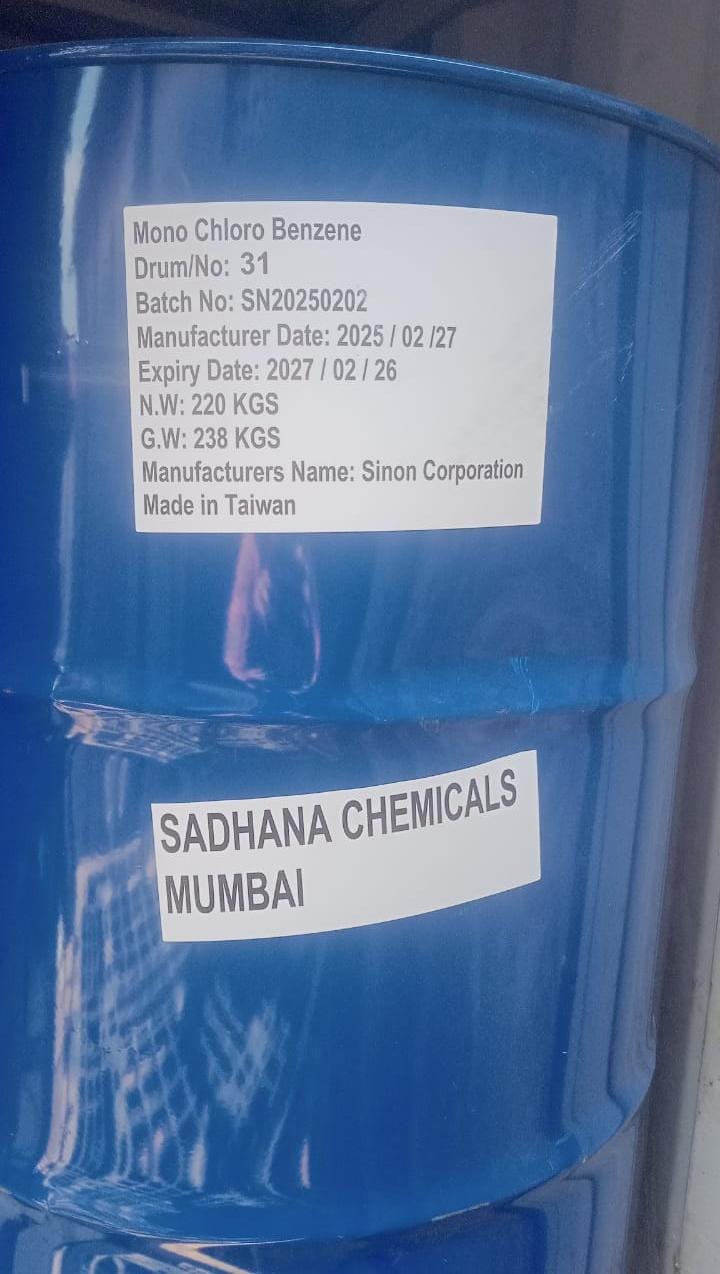 Mono Chloro Benzene
Drum/No: 31
Batch No: SN20250202
Manufacturer Date: 2025 / 02 /27
Expiry Date: 2027 / 02 / 26
N.W: 220 KGS
G.W: 238 KGS
Manufacturers Name: Sinon Corporation
Made in Taiwan
SADHANA CHEMICALS
MUMBAI